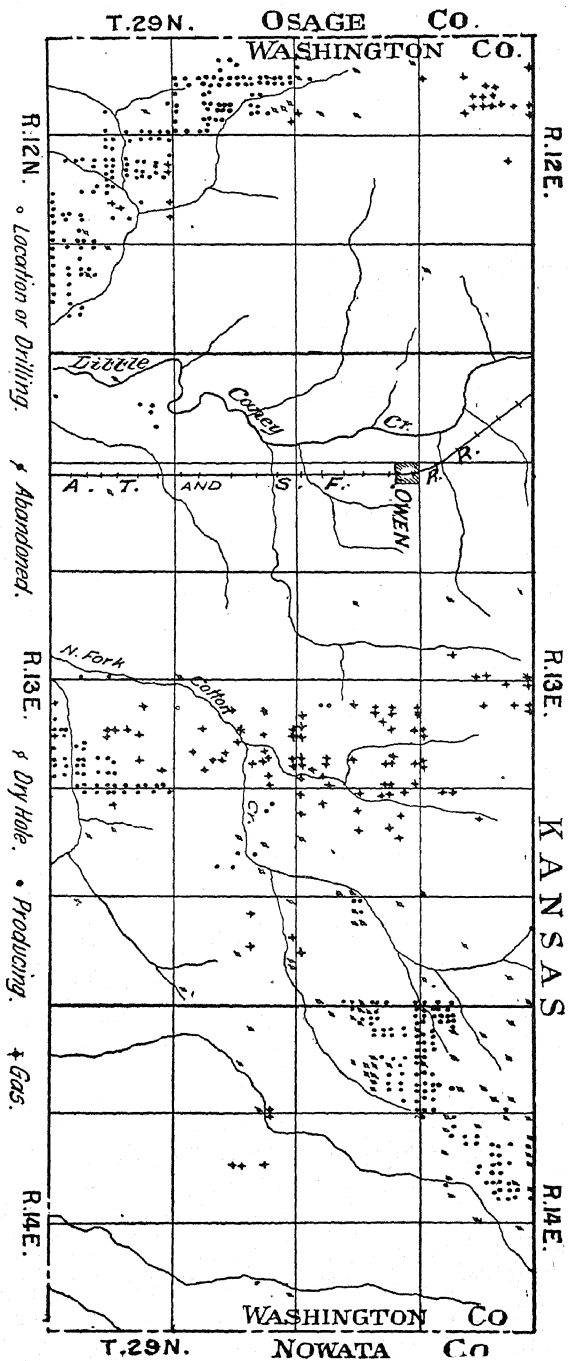 T.29N. OSAGE CO.
WASHINGTON CO.
R.12N.
R.12E.
○ Location or Drilling.
Little
Caney
Cr.
A. T. AND S. F. R. R.
OWEN
Abandoned.
N. Fork
Cotton
Cr.
R.13E.
R.13E.
Dry Hole.
• Producing.
Gas.
KANSAS
R.14E.
R.14E.
WASHINGTON CO
T.29N. NOWATA CO